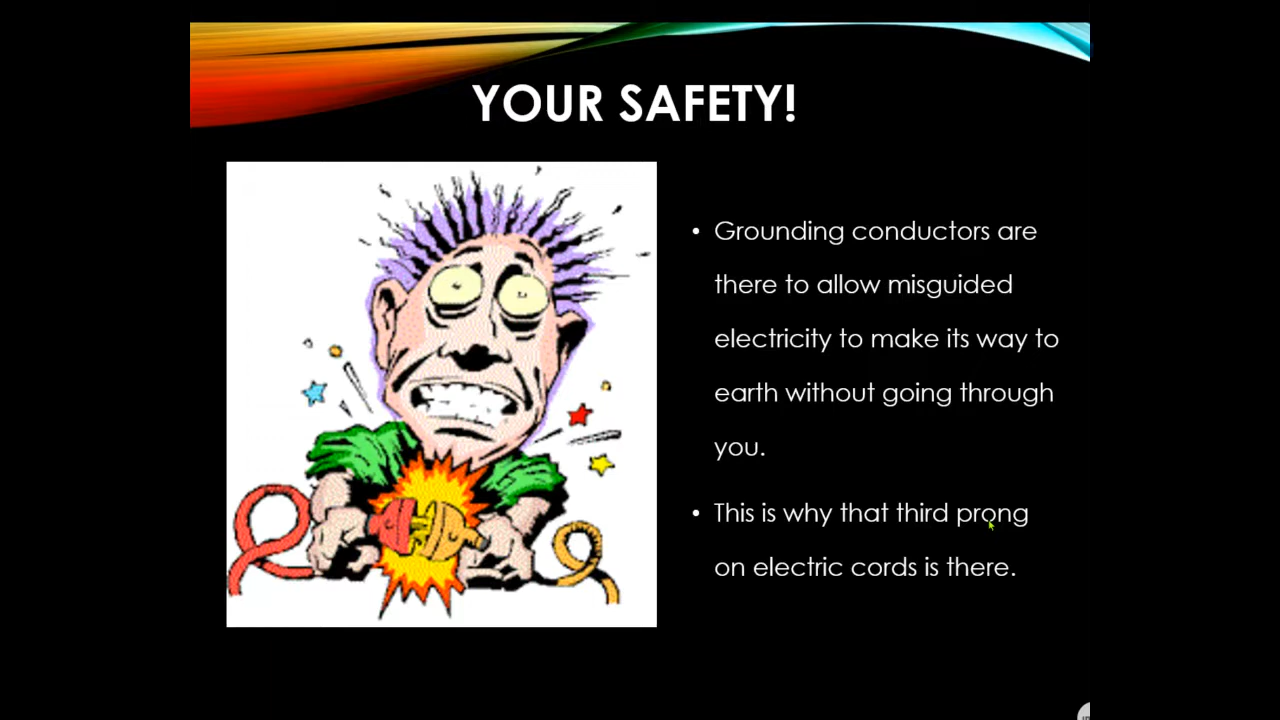 YOUR SAFETY!
• Grounding conductors are
there to allow misguided
electricity to make its way to
earth without going through
you.
• This is why that third prong
on electric cords is there.